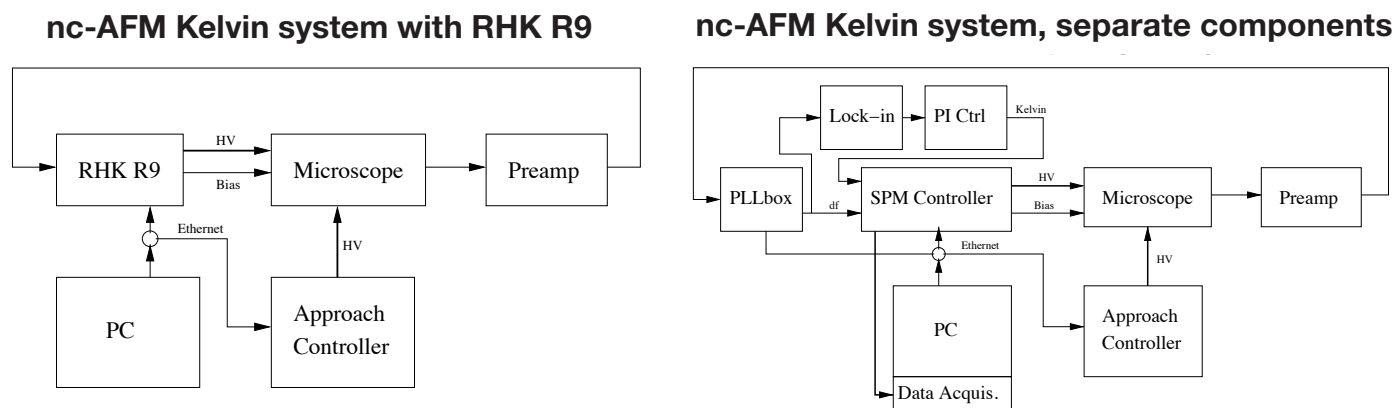 nc-AFM Kelvin system with RHK R9
HV
RHK R9
Microscope
Preamp
Bias
Ethernet
HV
PC
Approach
Controller
nc-AFM Kelvin system, separate components
Lock-in
PI Ctrl
Kelvin
PLLbox
df
SPM Controller
HV
Bias
Microscope
Preamp
Ethernet
HV
PC
Approach
Controller
Data Acquis.